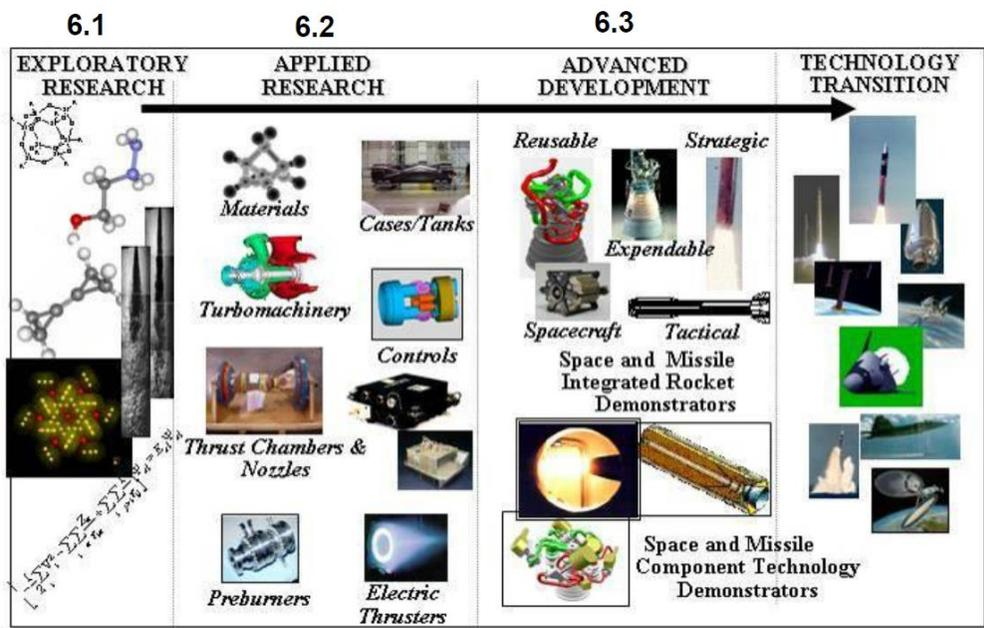 6.1
6.2
6.3
EXPLORATORY
RESEARCH
APPLIED
RESEARCH
ADVANCED
DEVELOPMENT
TECHNOLOGY
TRANSITION
Materials
Cases/Tanks
Turbomachinery
Controls
Thrust Chambers &
Nozzles
Preburners
Electric
Thrusters
Reusable
Strategic
Expendable
Spacecraft
Tactical
Space and Missile
Integrated Rocket
Demonstrators
Space and Missile
Component Technology
Demonstrators